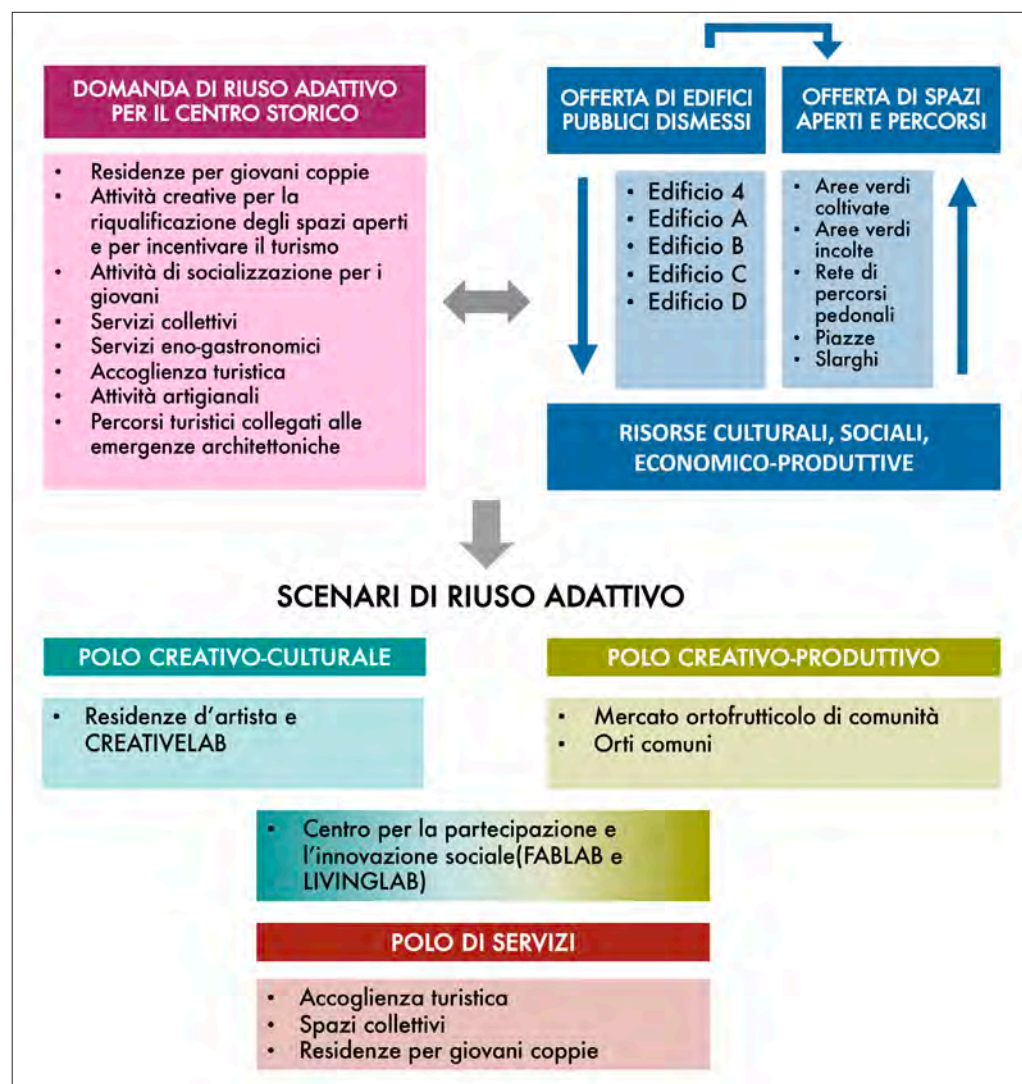 DOMANDA DI RIUSO ADATTIVO
PER IL CENTRO STORICO
• Residenze per giovani coppie
• Attività creative per la
riqualificazione degli spazi aperti
e per incentivare il turismo
• Attività di socializzazione per i
giovani
• Servizi collettivi
• Servizi eno-gastronomici
• Accoglienza turistica
• Attività artigianali
• Percorsi turistici collegati alle
emergenze architettoniche
OFFERTA DI EDIFICI
PUBBLICI DISMESSI
• Edificio 4
• Edificio A
• Edificio B
• Edificio C
• Edificio D
OFFERTA DI SPAZI
APERTI E PERCORSI
• Aree verdi
coltivate
• Aree verdi
incolte
• Rete di
percorsi
pedonali
• Piazze
• Slarghi
RISORSE CULTURALI, SOCIALI,
ECONOMICO-PRODUTTIVE
SCENARI DI RIUSO ADATTIVO
POLO CREATIVO-CULTURALE
• Residenze d'artista e
CREATIVELAB
POLO CREATIVO-PRODUTTIVO
• Mercato ortofrutticolo di comunità
• Orti comuni
• Centro per la partecipazione e
l'innovazione sociale(FABLAB e
LIVINGLAB)
POLO DI SERVIZI
• Accoglienza turistica
• Spazi collettivi
• Residenze per giovani coppie